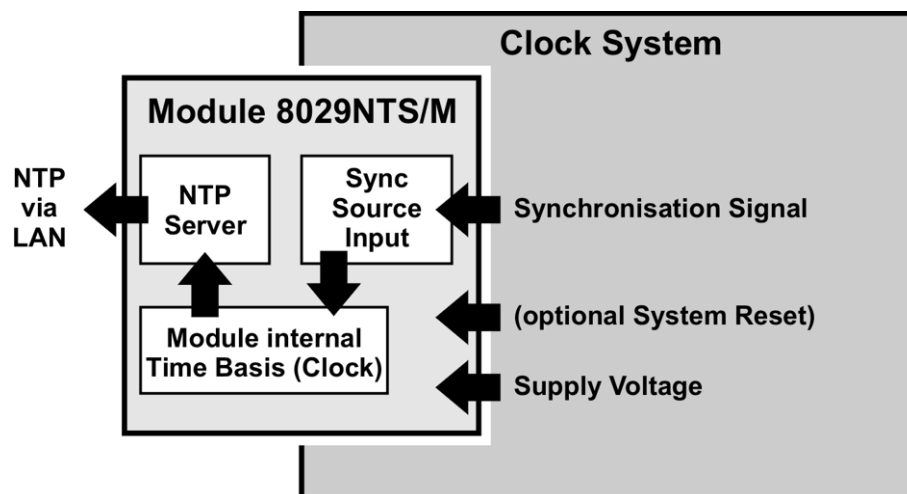 Clock System
Module 8029NTS/M
NTP
via
LAN
NTP
Server
Sync
Source
Input
Synchronisation Signal
Module internal
Time Basis (Clock)
(optional System Reset)
Supply Voltage